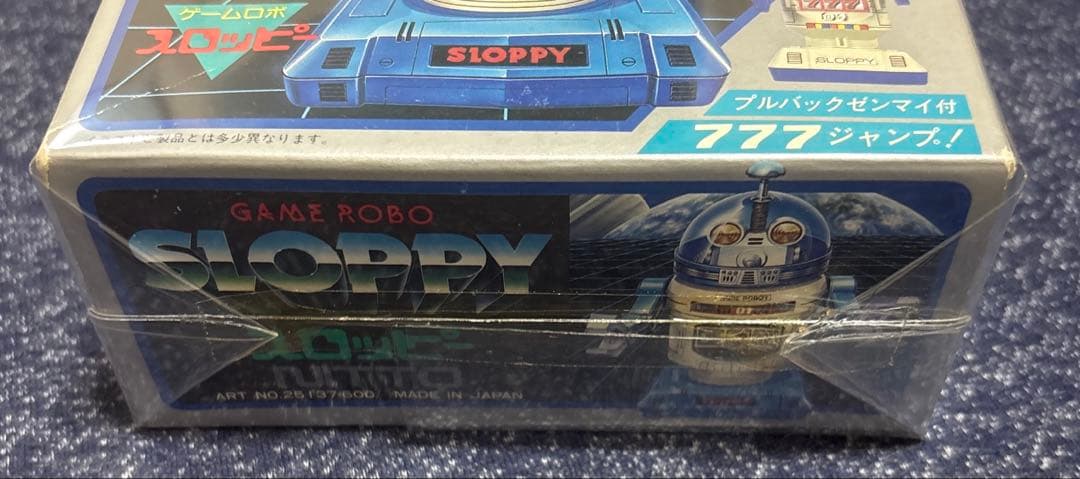 ゲームロボ
スロッピー
SLOPPY
SLOPPY
プルバックゼンマイ付
777ジャンプ!
製品とは多少異なります。
GAME ROBO
SLOPPY
スロッピー
NITTO
MADE IN JAPAN